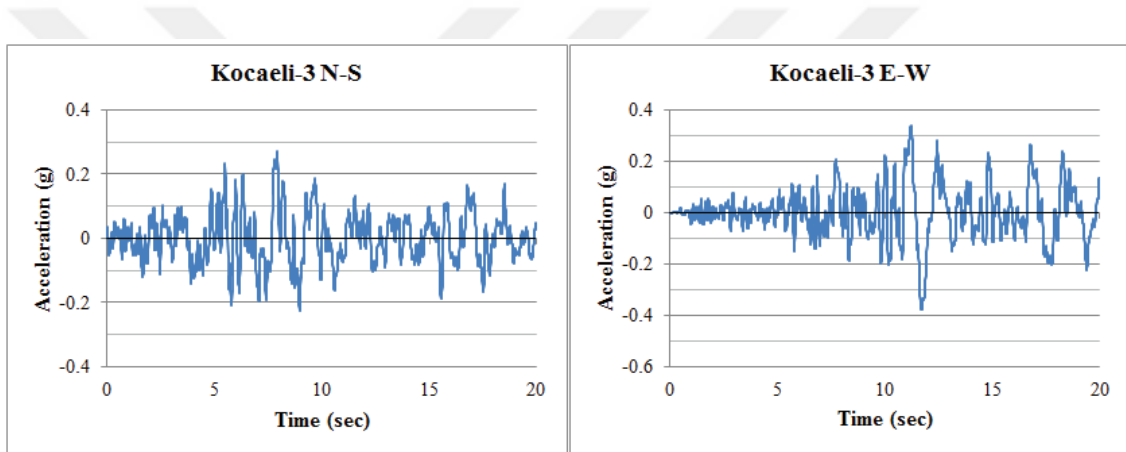 Kocaeli-3 N-S
Acceleration (g)
0.4
0.2
0
-0.2
-0.4
0 5 10 15 20
Time (sec)
Kocaeli-3 E-W
Acceleration (g)
0.4
0.2
0
-0.2
-0.4
-0.6
0 5 10 15 20
Time (sec)